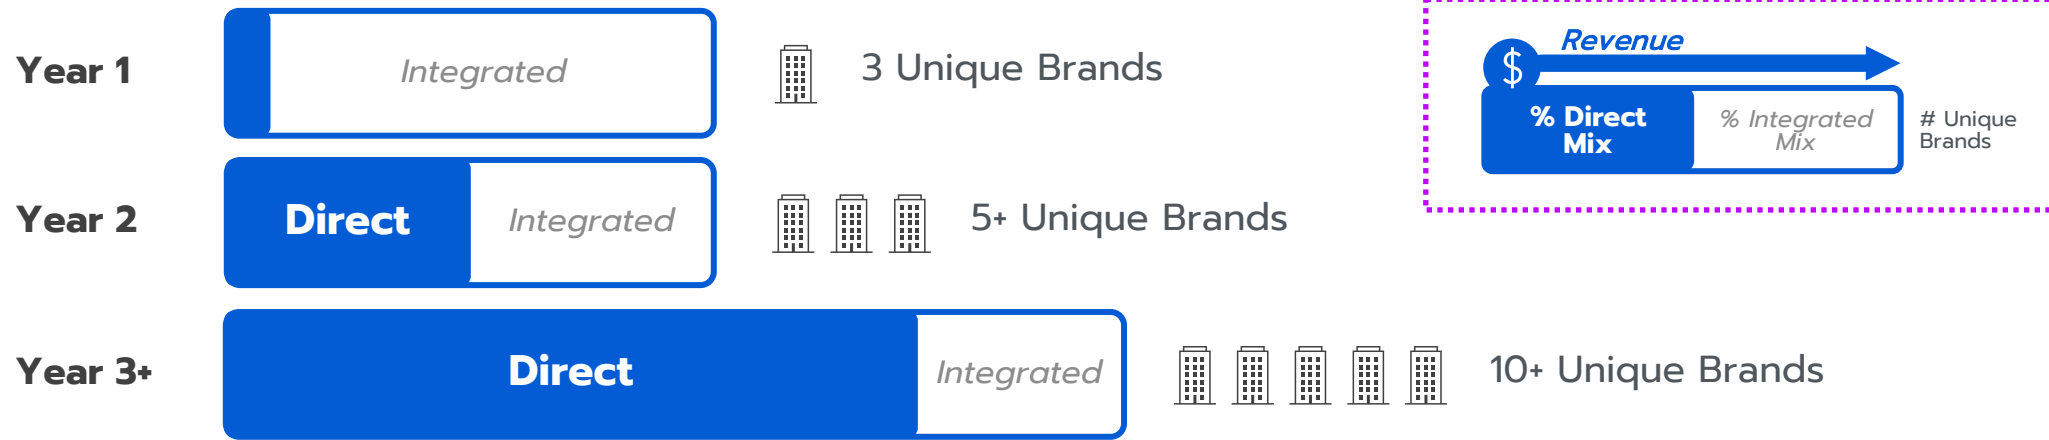 Year 1
Integrated
3 Unique Brands
Year 2
Direct
Integrated
5+ Unique Brands
Year 3+
Direct
Integrated
10+ Unique Brands
$
Revenue
% Direct
Mix
% Integrated
Mix
# Unique
Brands